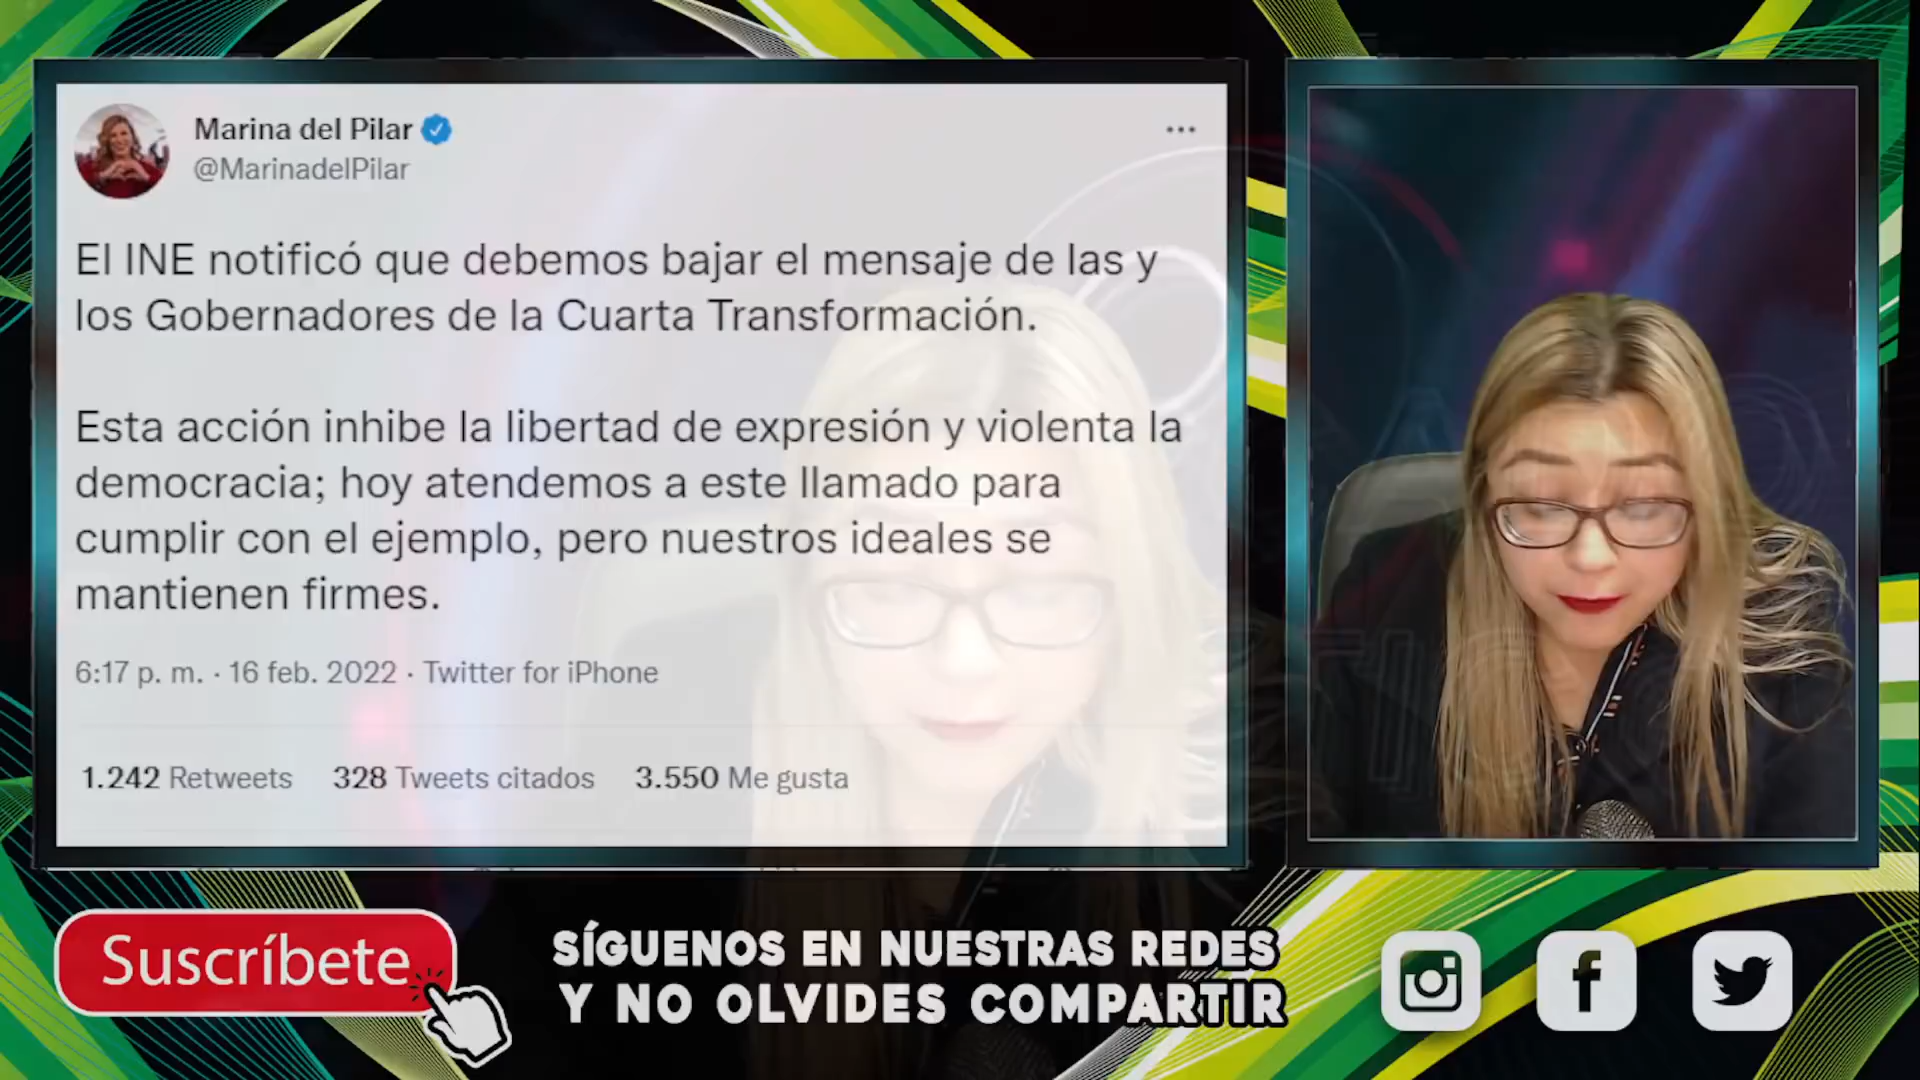 Marina del Pilar
@MarinadelPilar
El INE notificó que debemos bajar el mensaje de las y
los Gobernadores de la Cuarta Transformación.
Esta acción inhibe la libertad de expresión y violenta la
democracia; hoy atendemos a este llamado para
cumplir con el ejemplo, pero nuestros ideales se
mantienen firmes.
6:17 p. m. · 16 feb. 2022 · Twitter for iPhone
1.242 Retweets 328 Tweets citados 3.550 Me gusta
Suscríbete
SÍGUENOS EN NUESTRAS REDES
Y NO OLVIDES COMPARTIR